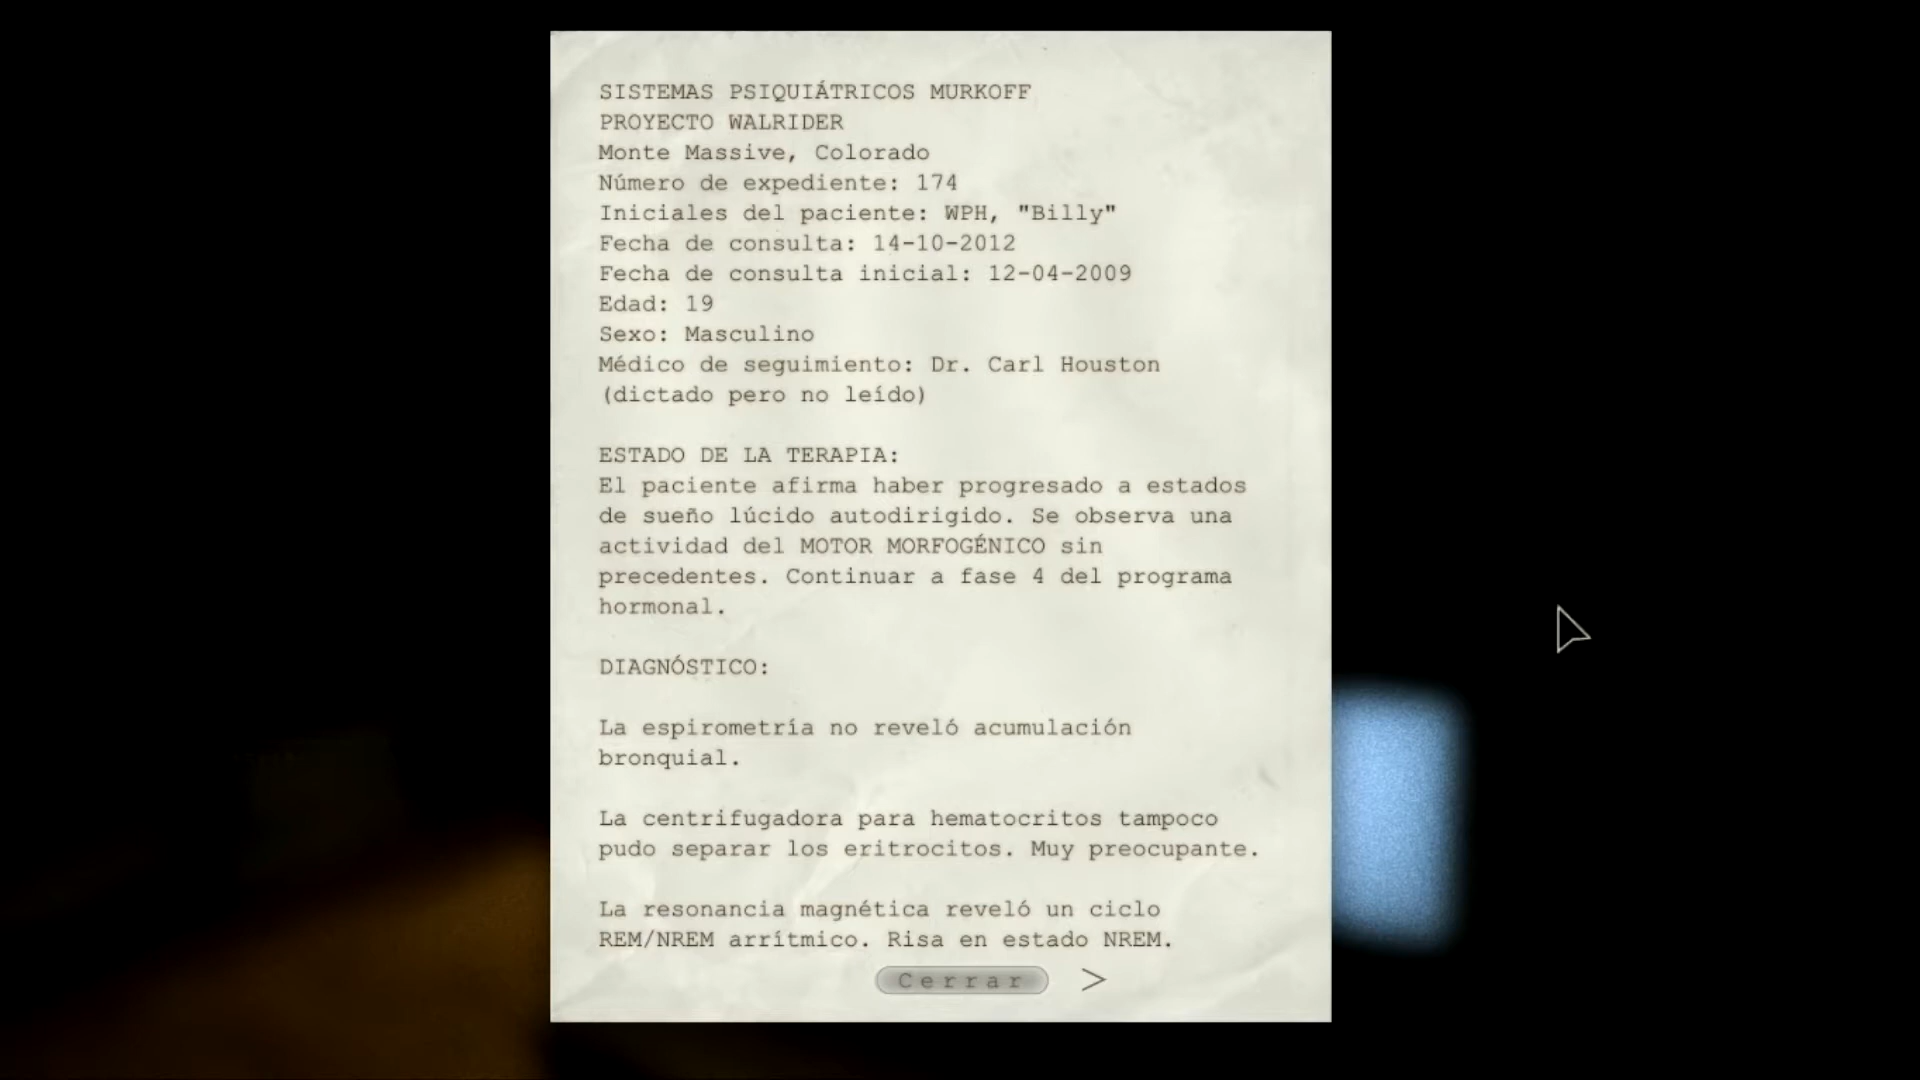 SISTEMAS PSIQUIÁTRICOS MURKOFF
PROYECTO WALRIDER
Monte Massive, Colorado
Número de expediente: 174
Iniciales del paciente: WPH, "Billy"
Fecha de consulta: 14-10-2012
Fecha de consulta inicial: 12-04-2009
Edad: 19
Sexo: Masculino
Médico de seguimiento: Dr. Carl Houston
(dictado pero no leído)
ESTADO DE LA TERAPIA:
El paciente afirma haber progresado a estados
de sueño lúcido autodirigido. Se observa una
actividad del MOTOR MORFOGÉNICO sin
precedentes. Continuar a fase 4 del programa
hormonal.
DIAGNÓSTICO:
La espirometría no reveló acumulación
bronquial.
La centrifugadora para hematocritos tampoco
pudo separar los eritrocitos. Muy preocupante.
La resonancia magnética reveló un ciclo
REM/NREM arrítmico. Risa en estado NREM.
Cerrar >